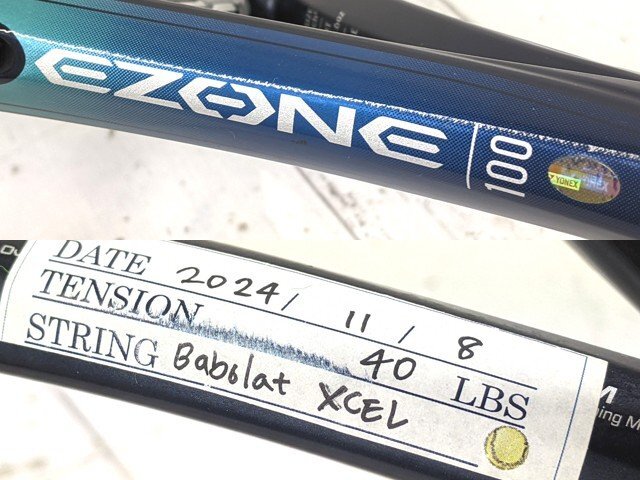 EZONE
100
YONEX
DATE 2024/11/8
TENSION 40 LBS
STRING Babolat XCEL